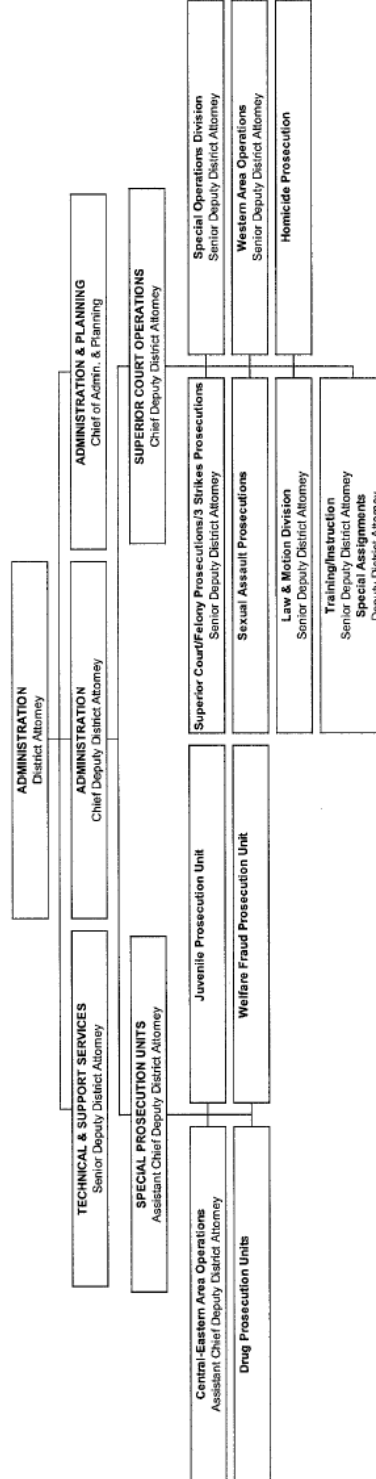 ADMINISTRATION
District Attorney
TECHNICAL & SUPPORT SERVICES
Senior Deputy District Attorney
ADMINISTRATION
Chief Deputy District Attorney
ADMINISTRATION & PLANNING
Chief of Admin. & Planning
SPECIAL PROSECUTION UNITS
Assistant Chief Deputy District Attorney
SUPERIOR COURT OPERATIONS
Chief Deputy District Attorney
Central-Eastern Area Operations
Assistant Chief Deputy District Attorney
Juvenile Prosecution Unit
Superior Court/Felony Prosecutions/3 Strikes Prosecutions
Senior Deputy District Attorney
Special Operations Division
Senior Deputy District Attorney
Drug Prosecution Units
Welfare Fraud Prosecution Unit
Sexual Assault Prosecutions
Western Area Operations
Senior Deputy District Attorney
Law & Motion Division
Senior Deputy District Attorney
Homicide Prosecution
Training/Instruction
Senior Deputy District Attorney
Special Assignments
Deputy District Attorney